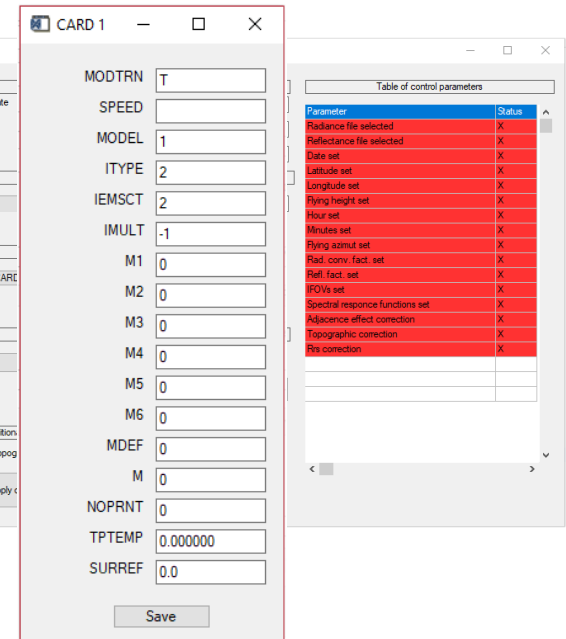 CARD 1
MODTRN T
SPEED
MODEL 1
ITYPE 2
IEMSCT 2
IMULT -1
M1 0
M2 0
M3 0
M4 0
M5 0
M6 0
MDEF 0
M 0
NOPRNT 0
TPTEMP 0.000000
SURREF 0.0
Save
Table of control parameters
Parameter Status
Radiance file selected X
Reflectance file selected X
Date set X
Latitude set X
Longitude set X
Flying height set X
Hour set X
Minutes set X
Flying azimut set X
Rad. conv. fact. set X
Refl. fact. set X
IFOVs set X
Spectral responce functions set X
Adjacence effect correction X
Topographic correction X
Rrs correction X